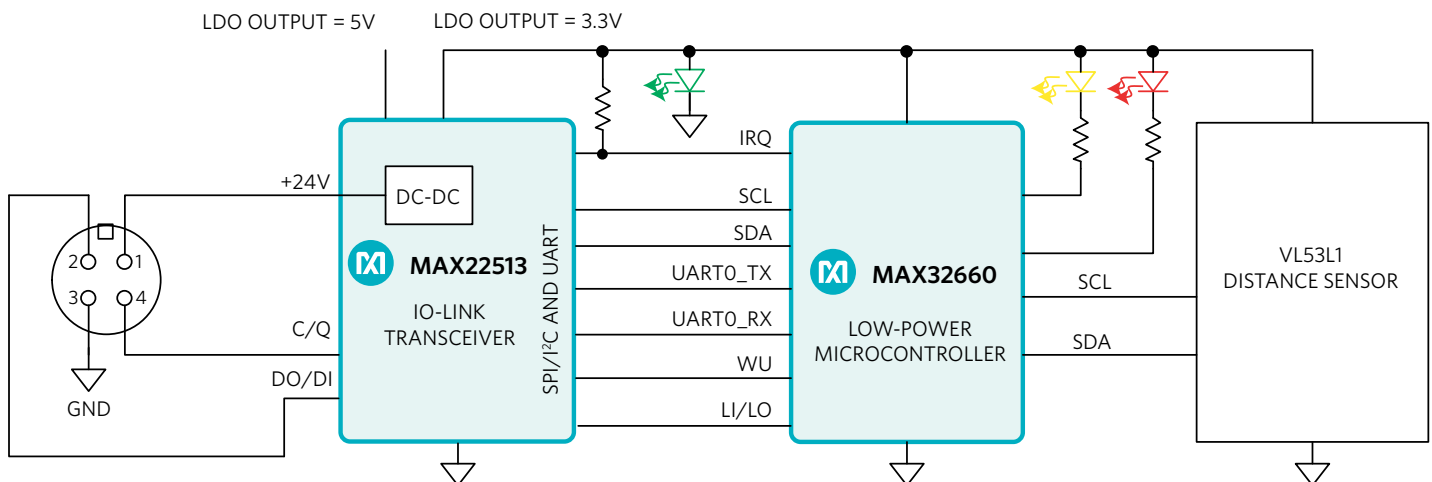 LDO OUTPUT = 5V
LDO OUTPUT = 3.3V
+24V
DC-DC
MAX22513
IO-LINK
TRANSCEIVER
SPI/I²C AND UART
2
1
3
4
GND
C/Q
DO/DI
IRQ
SCL
SDA
UART0_TX
UART0_RX
WU
LI/LO
MAX32660
LOW-POWER
MICROCONTROLLER
SCL
SDA
VL53L1
DISTANCE SENSOR